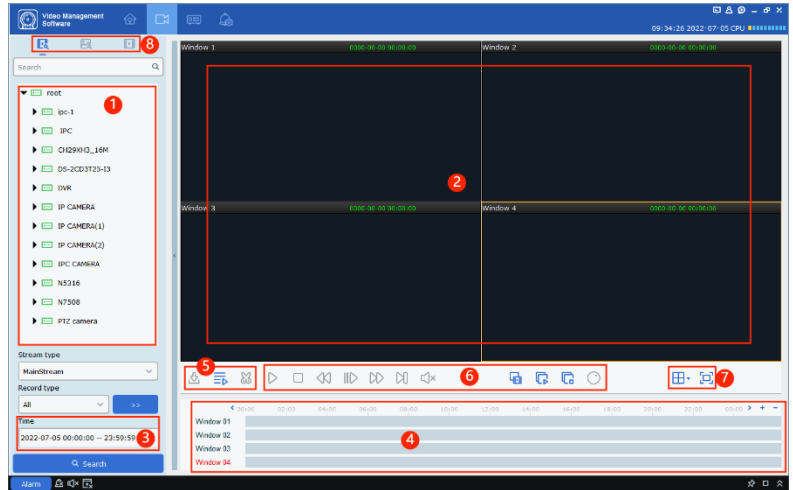 Video Management
Software
09:34:26 2022-07-05 CPU
8
Search
Window 1 0000-00-00 00:00:00 Window 2 0000-00-00 00:00:00
root
1
ipc-1
IPC
CH29XH3_16M
DS-2CD3T25-I3
DVR
2
IP CAMERA
Window 3 0000-00-00 00:00:00 Window 4 0000-00-00 00:00:00
IP CAMERA(1)
IP CAMERA(2)
IPC CAMERA
N5316
N7508
PTZ camera
Stream type
MainStream
5
6
7
Record type
All >>
00:00 02:00 04:00 06:00 08:00 10:00 12:00 14:00 16:00 18:00 20:00 22:00 00:00 + -
Time
Window 01
2022-07-05 00:00:00 -- 23:59:59
3
Window 02
4
Window 03
Search
Window 04
Alarm